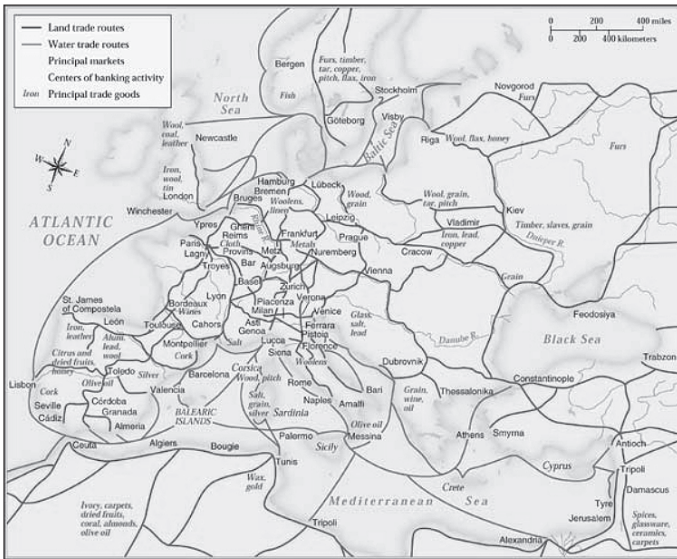 Land trade routes
Water trade routes
Principal markets
Centers of banking activity
Iron Principal trade goods
0 200 400 miles
0 200 400 kilometers
N
W
E
S
ATLANTIC
OCEAN
North
Sea
Bergen
Fish
Furs, timber,
tar, copper,
pitch, flax, iron
Stockholm
Göteborg
Visby
Baltic Sea
Novgorod
Furs
Riga
Wool, flax, honey
Furs
Wool,
coal,
leather
Newcastle
Iron,
wool,
tin
London
Winchester
Hamburg
Bremen
Lübeck
Bruges
Woolens,
linen
Wood,
grain
Wool, grain,
tar, pitch
Kiev
Ypres
Ghent
Reims
Rhine R.
Frankfurt
Leipzig
Vladimir
Timber, slaves, grain
Dnieper R.
Paris
Cloth
Metz
Metals
Prague
Iron, lead,
copper
Lagny
Provins
Nuremberg
Cracow
Troyes
Bar
Augsburg
Vienna
Grain
Basel
Zurich
St. James
of Compostela
Bordeaux
Wines
Lyon
Piacenza
Verona
Milan
Venice
Glass,
salt,
lead
Feodosiya
León
Iron,
leather
Toulouse
Cahors
Asti
Genoa
Ferrara
Pistoia
Danube R.
Black Sea
Alum,
lead,
wool
Montpellier
Salt
Lucca
Florence
Siena
Woolens
Trabzon
Citrus and
dried fruits,
honey
Cork
Dubrovnik
Toledo
Silver
Barcelona
Corsica
Wood, pitch
Constantinople
Lisbon
Cork
Olive oil
Valencia
Rome
Bari
Grain,
wine,
oil
Thessalonika
Seville
Córdoba
Salt,
grain,
silver
Naples
Amalfi
Cádiz
Granada
BALEARIC
ISLANDS
Sardinia
Almeria
Olive oil
Athens
Smyrna
Ceuta
Algiers
Bougie
Palermo
Messina
Antioch
Sicily
Tunis
Cyprus
Tripoli
Wax,
gold
Crete
Damascus
Ivory, carpets,
dried fruits,
coral, almonds,
olive oil
Mediterranean Sea
Tyre
Tripoli
Jerusalem
Spices,
glassware,
ceramics,
carpets
Alexandria